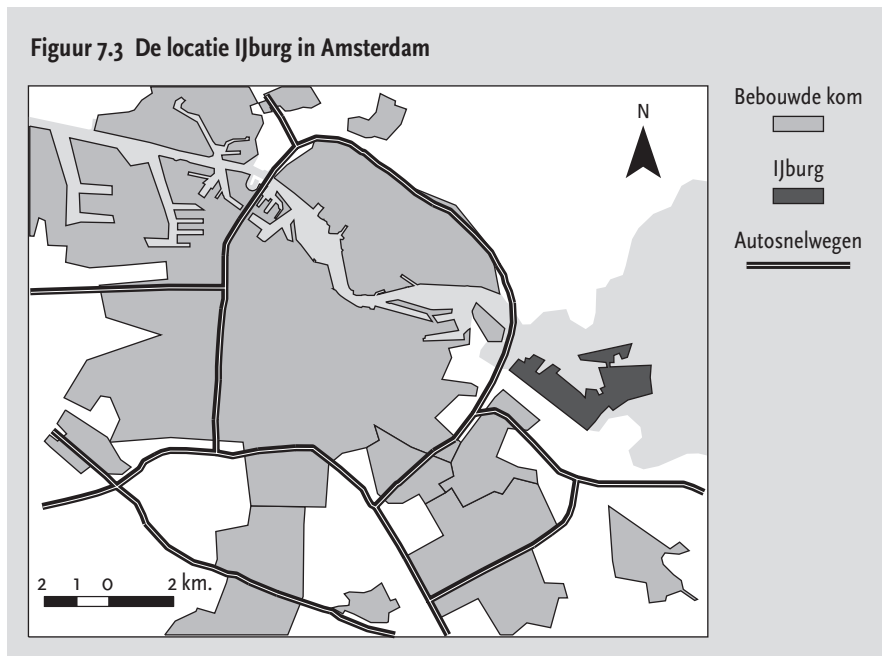 Figuur 7.3 De locatie IJburg in Amsterdam
N
2 1 0 2 km.
Bebouwde kom
IJburg
Autosnelwegen